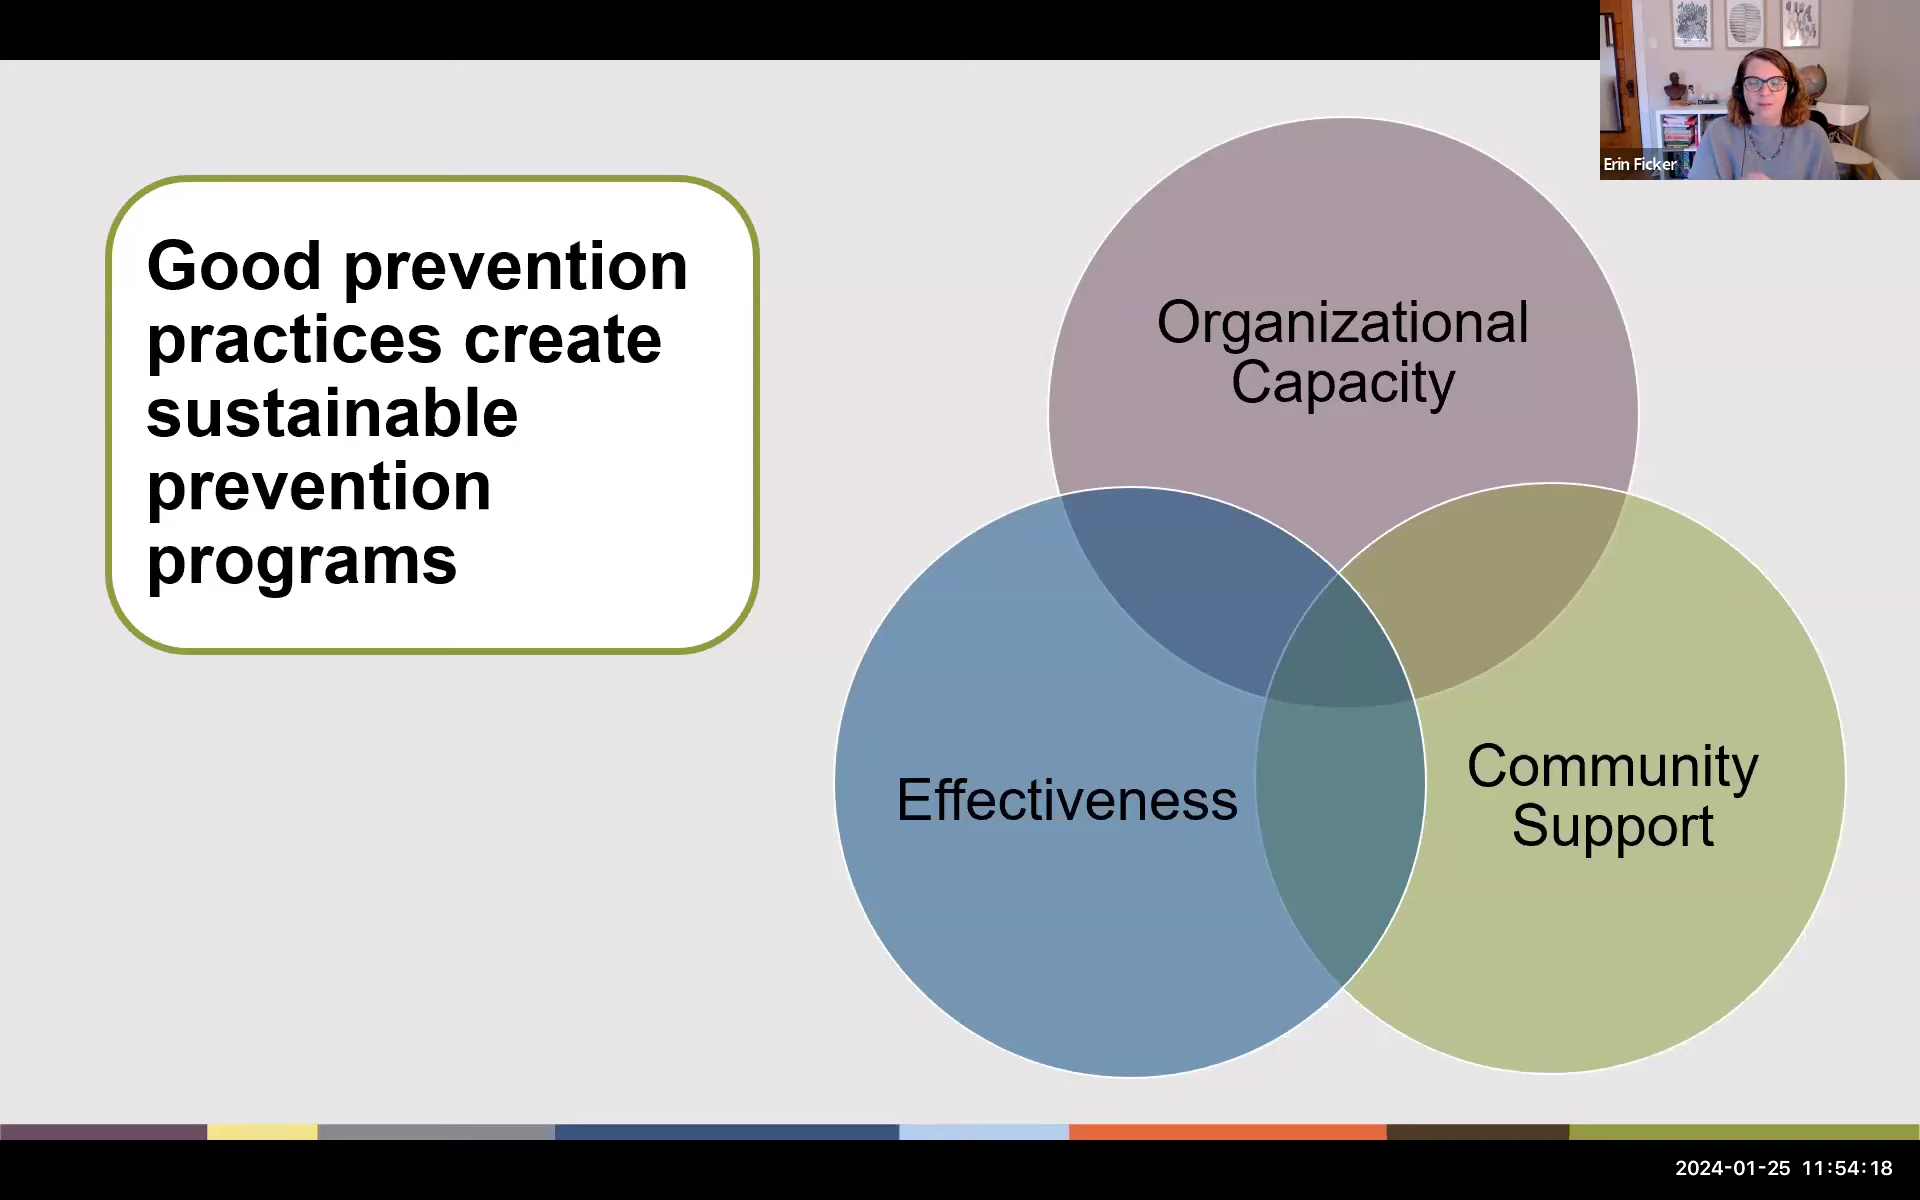 Erin Ficker
Good prevention
practices create
sustainable
prevention
programs
Organizational
Capacity
Effectiveness
Community
Support
2024-01-25 11:54:18